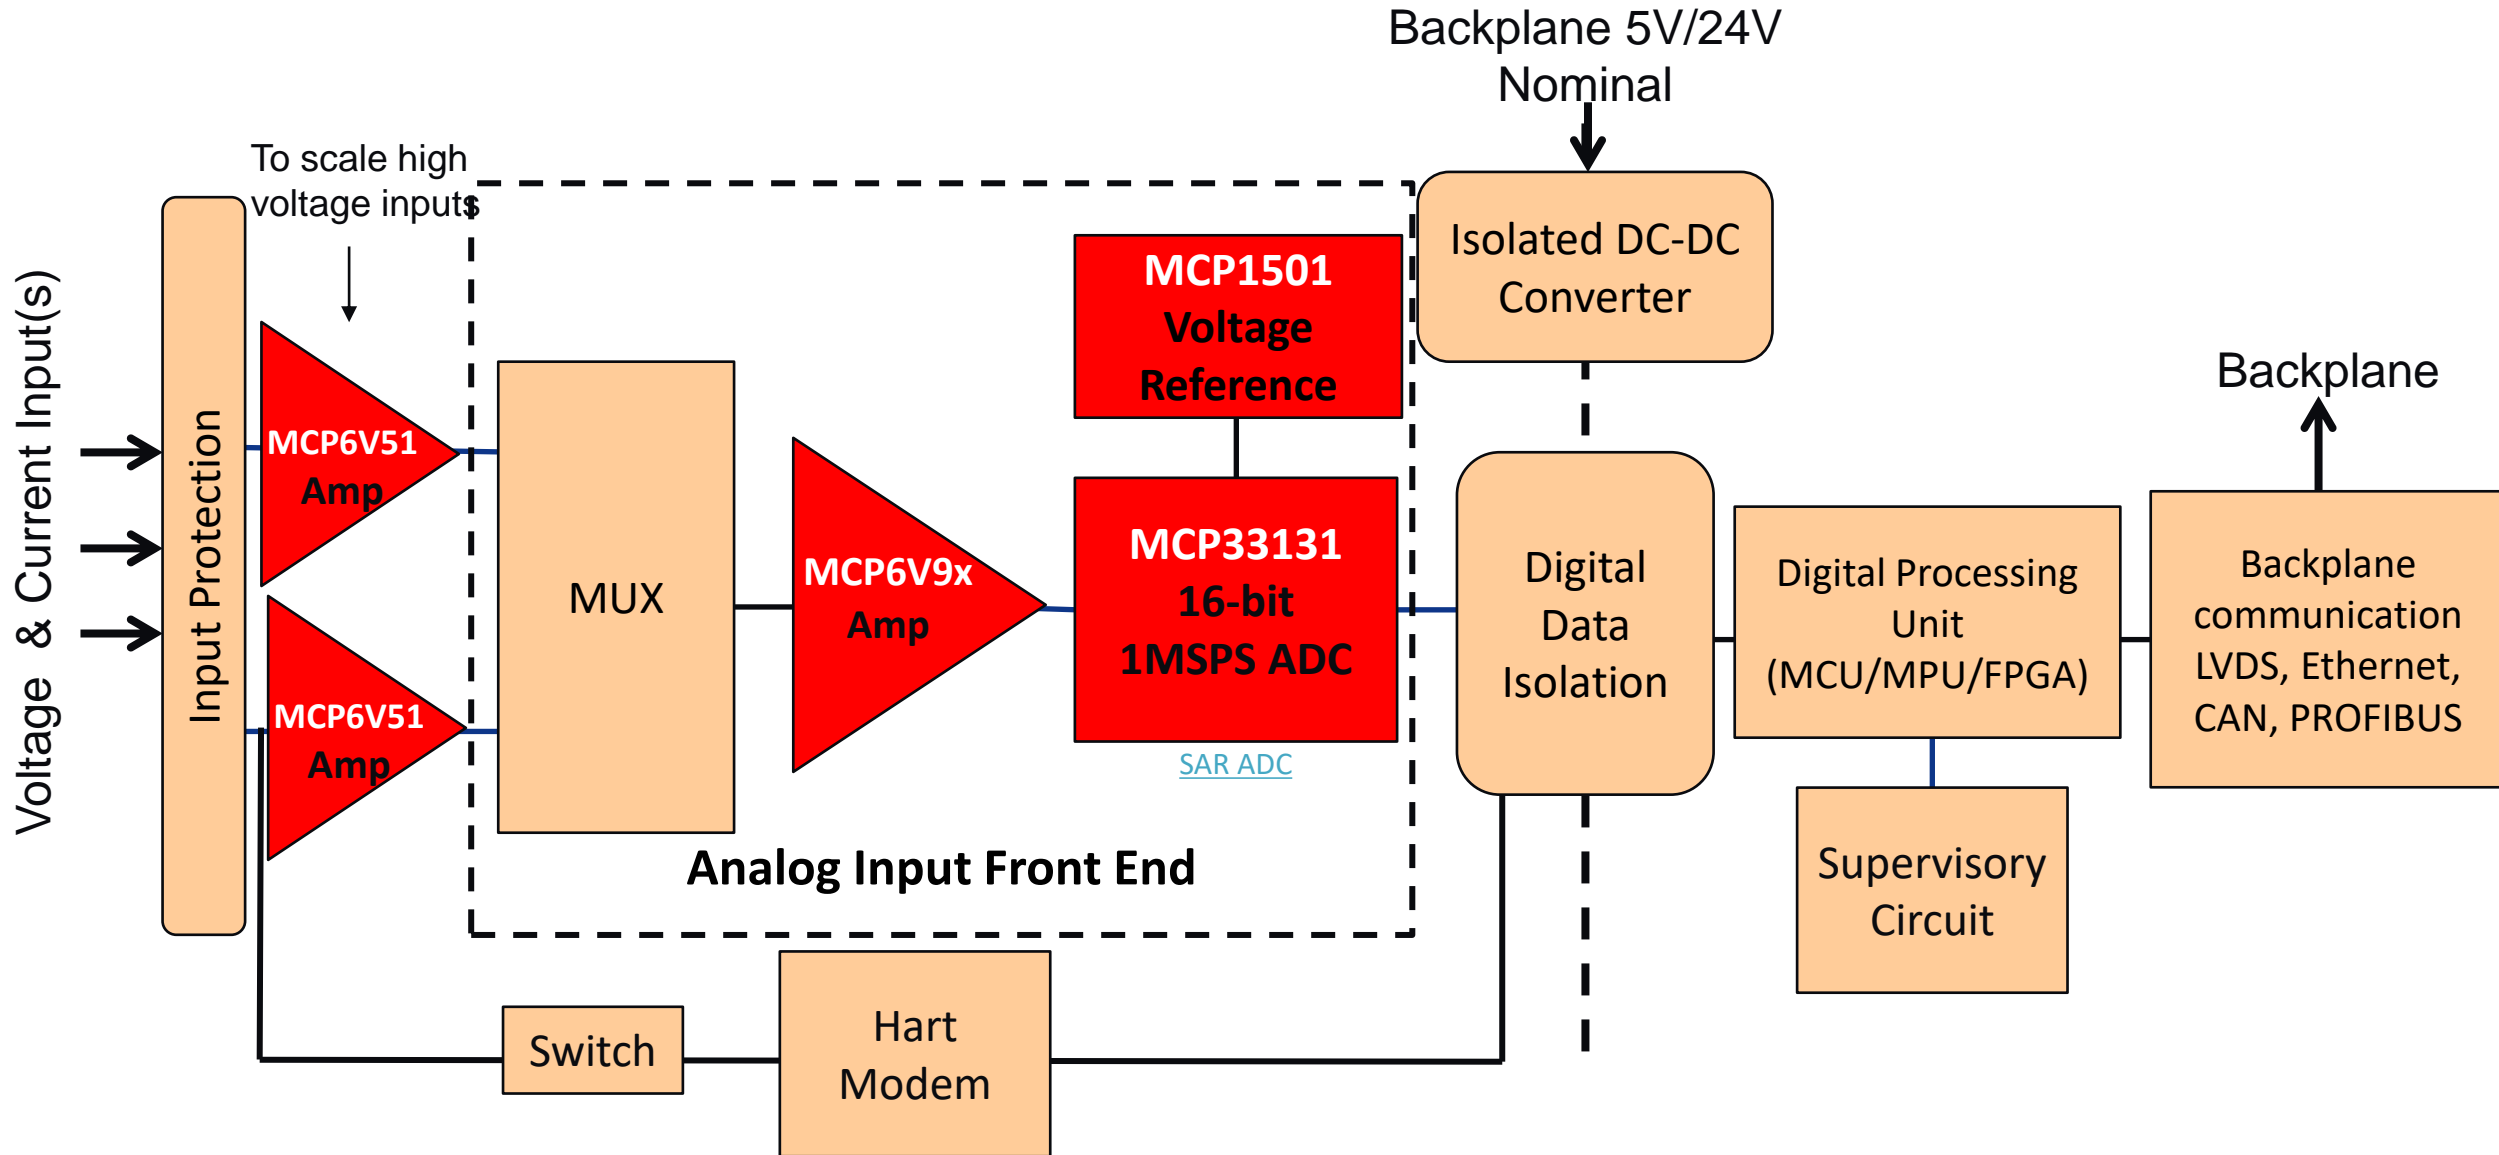 Backplane 5V/24V
Nominal
To scale high
voltage inputs
Voltage & Current Input(s)
Input Protection
MCP6V51
Amp
MCP6V51
Amp
MUX
MCP6V9x
Amp
MCP1501
Voltage
Reference
MCP33131
16-bit
1MSPS ADC
SAR ADC
Analog Input Front End
Isolated DC-DC
Converter
Digital
Data
Isolation
Digital Processing
Unit
(MCU/MPU/FPGA)
Backplane
Backplane
communication
LVDS, Ethernet,
CAN, PROFIBUS
Supervisory
Circuit
Switch
Hart
Modem